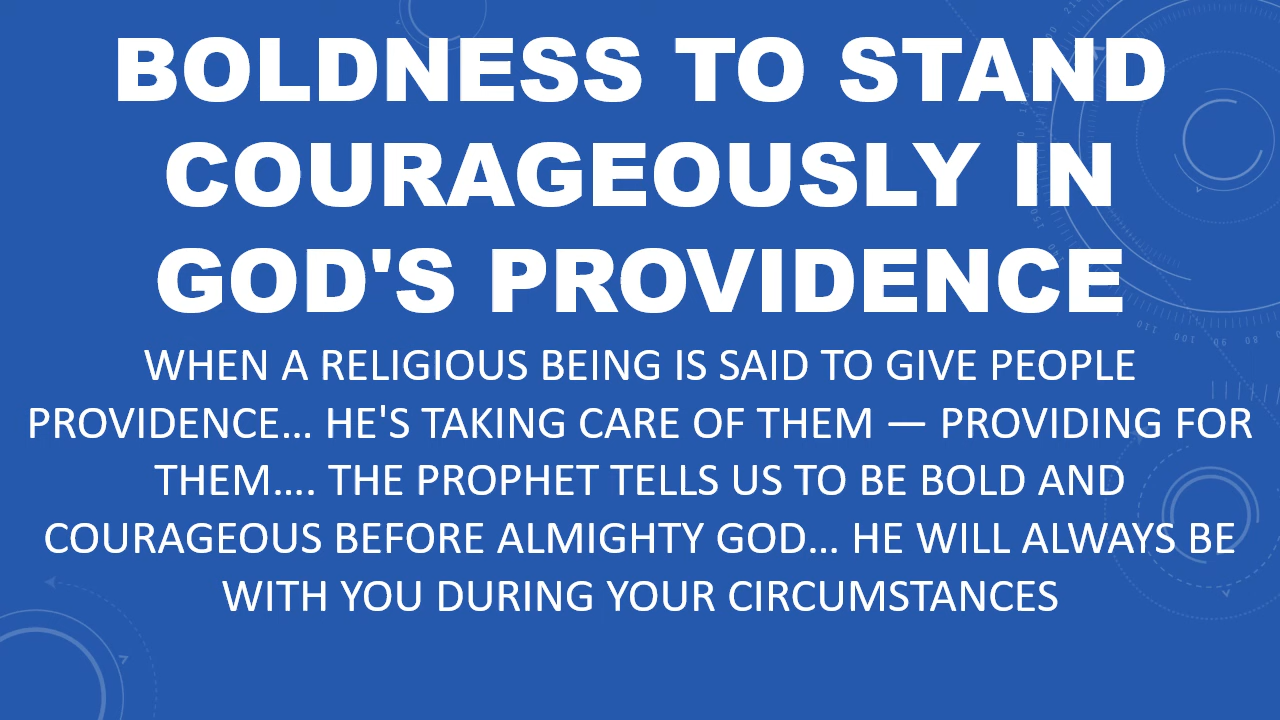 BOLDNESS TO STAND
COURAGEOUSLY IN
GOD'S PROVIDENCE
WHEN A RELIGIOUS BEING IS SAID TO GIVE PEOPLE
PROVIDENCE... HE'S TAKING CARE OF THEM — PROVIDING FOR
THEM.... THE PROPHET TELLS US TO BE BOLD AND
COURAGEOUS BEFORE ALMIGHTY GOD... HE WILL ALWAYS BE
WITH YOU DURING YOUR CIRCUMSTANCES